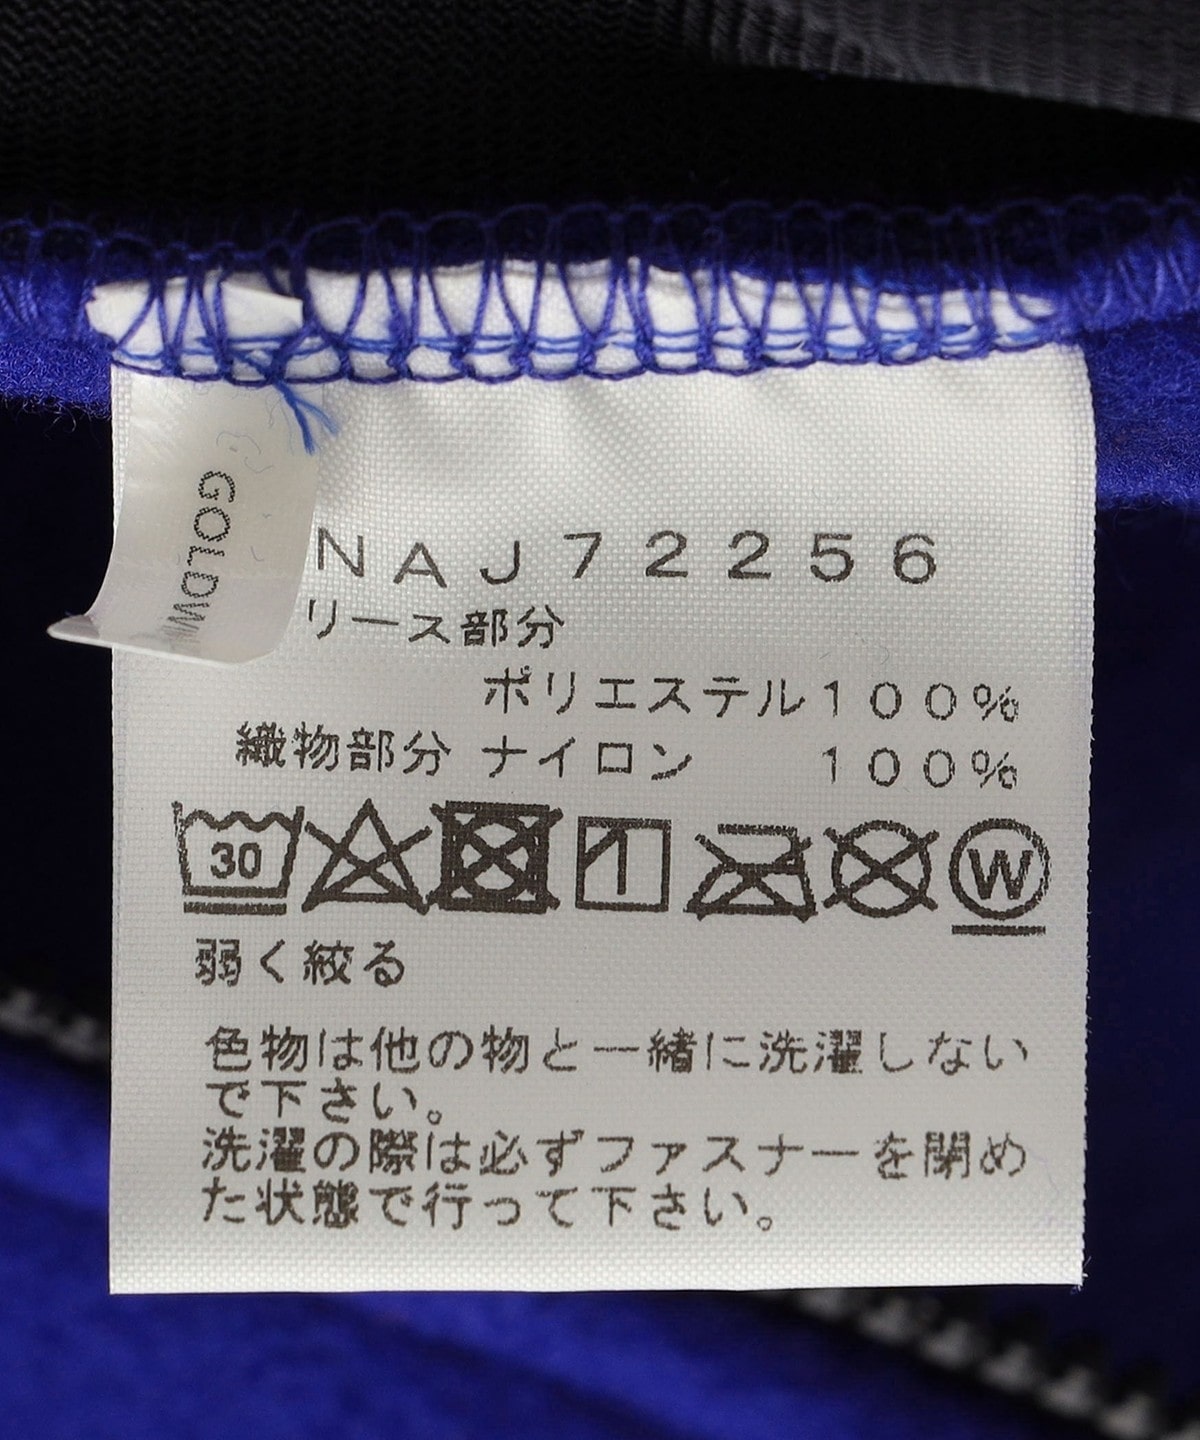 GOLDWI
NAJ72256
リース部分
ポリエステル100%
織物部分 ナイロン 100%
30
W
弱く絞る
色物は他の物と一緒に洗濯しない
で下さい。
洗濯の際は必ずファスナーを閉め
た状態で行って下さい。